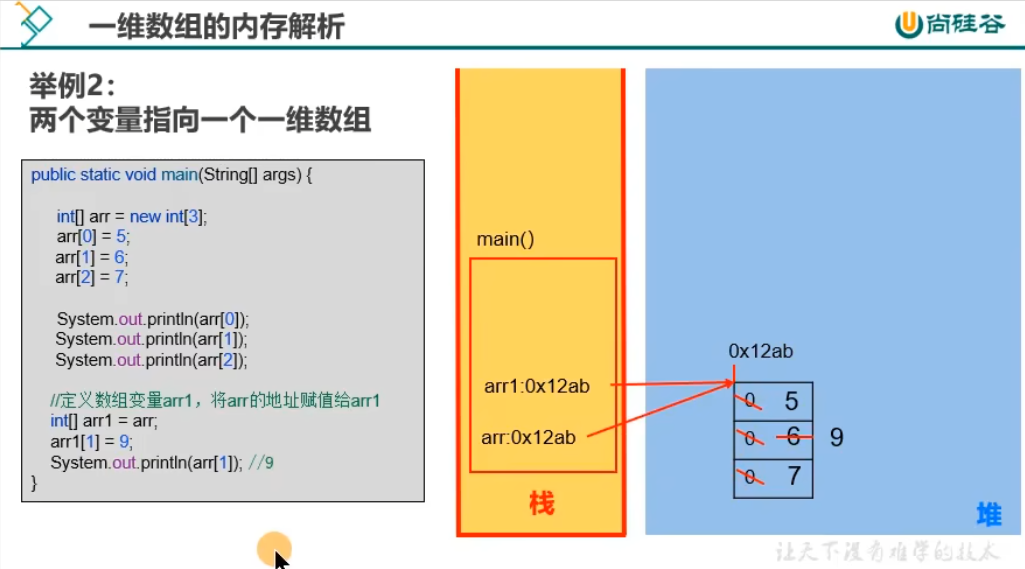 一维数组的内存解析
尚硅谷
举例2：
两个变量指向一个一维数组
public static void main(String[] args) {
int[] arr = new int[3];
arr[0] = 5;
arr[1] = 6;
arr[2] = 7;
System.out.println(arr[0]);
System.out.println(arr[1]);
System.out.println(arr[2]);
//定义数组变量arr1，将arr的地址赋值给arr1
int[] arr1 = arr;
arr1[1] = 9;
System.out.println(arr[1]); //9
}
main()
arr1:0x12ab
arr:0x12ab
栈
0x12ab
0 5
0 6 9
0 7
堆
让天下没有难学的技术